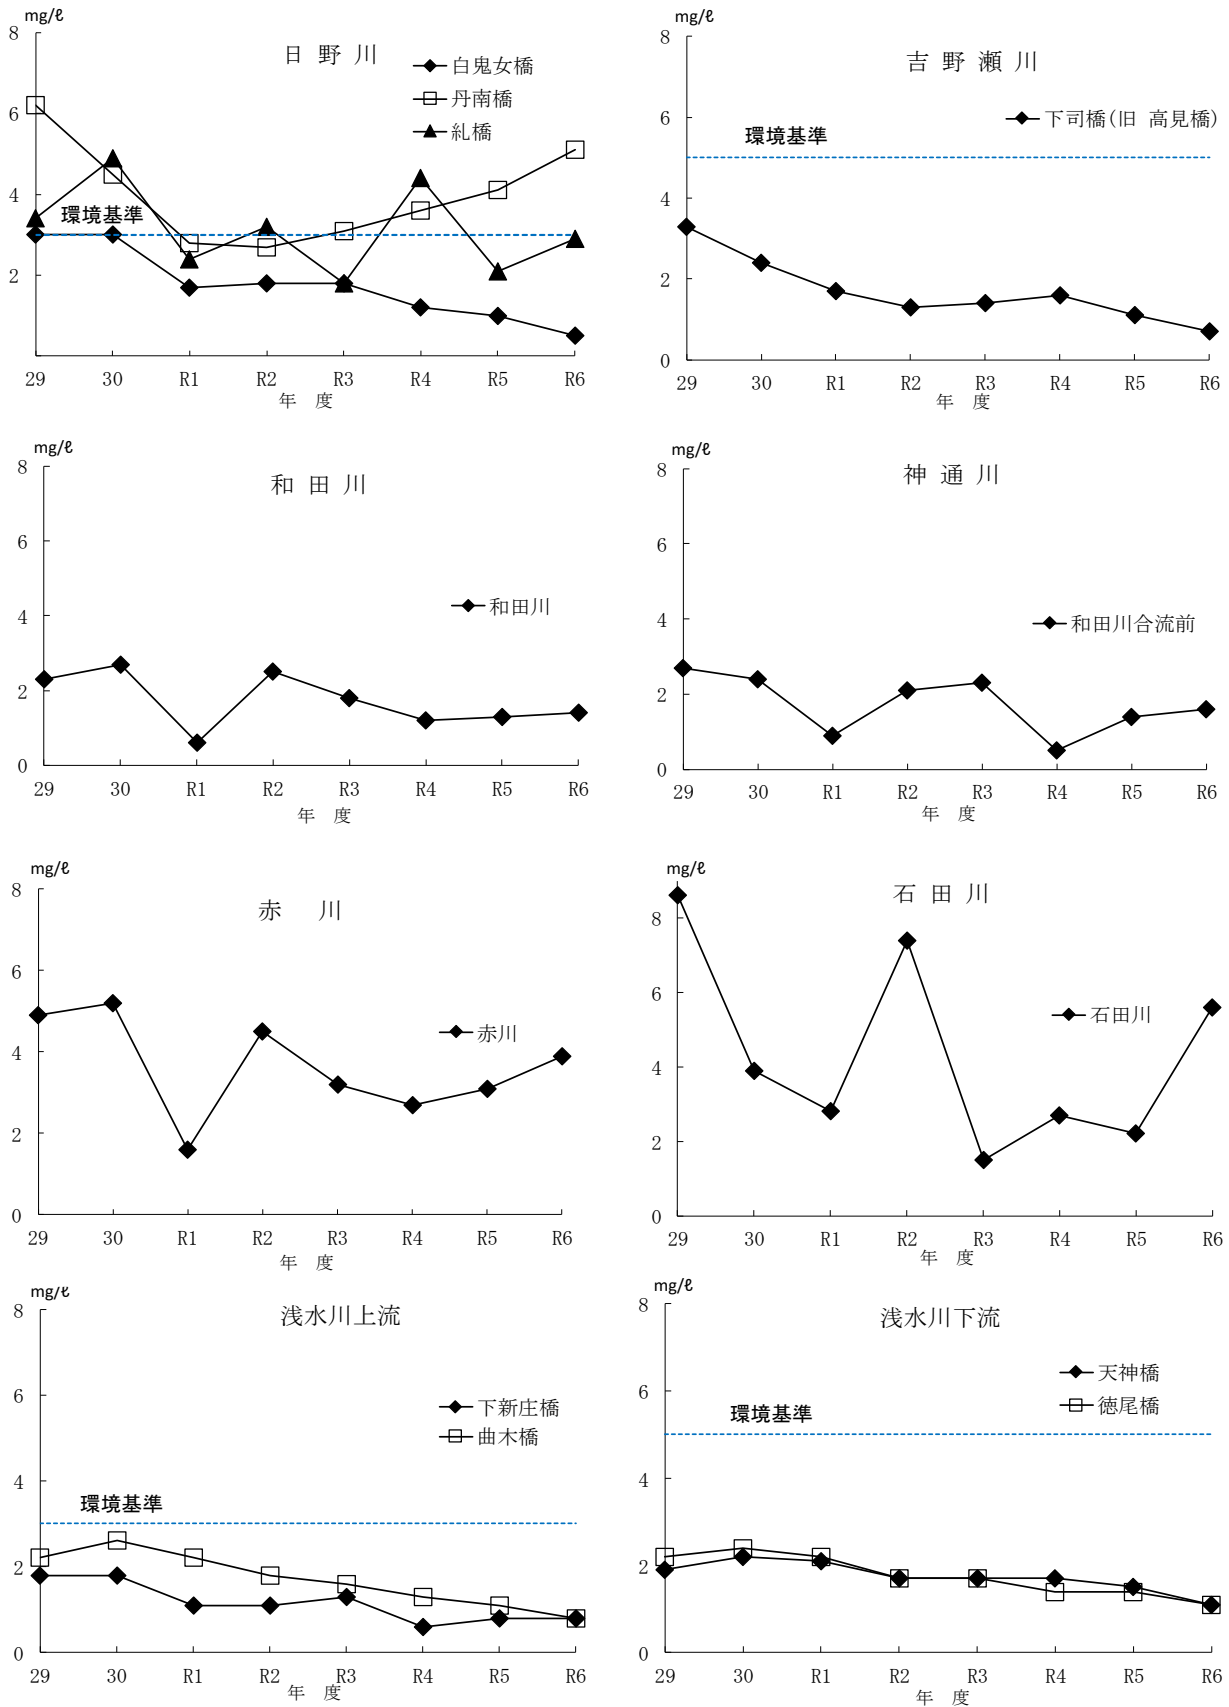 mg/ℓ
日 野 川
8
6
4
2
白鬼女橋
丹南橋
糺橋
環境基準
29 30 R1 R2 R3 R4 R5 R6
年 度
mg/ℓ
吉 野 瀬 川
8
6
4
2
0
下司橋(旧 高見橋)
環境基準
29 30 R1 R2 R3 R4 R5 R6
年 度
mg/ℓ
和 田 川
8
6
4
2
0
和田川
29 30 R1 R2 R3 R4 R5 R6
年 度
mg/ℓ
神 通 川
8
6
4
2
0
和田川合流前
29 30 R1 R2 R3 R4 R5 R6
年 度
mg/ℓ
赤 川
8
6
4
2
0
赤川
29 30 R1 R2 R3 R4 R5 R6
年 度
mg/ℓ
石 田 川
8
6
4
2
0
石田川
29 30 R1 R2 R3 R4 R5 R6
年 度
mg/ℓ
浅水川上流
8
6
4
2
0
下新庄橋
曲木橋
環境基準
29 30 R1 R2 R3 R4 R5 R6
年 度
mg/ℓ
浅水川下流
8
6
4
2
0
天神橋
徳尾橋
環境基準
29 30 R1 R2 R3 R4 R5 R6
年 度